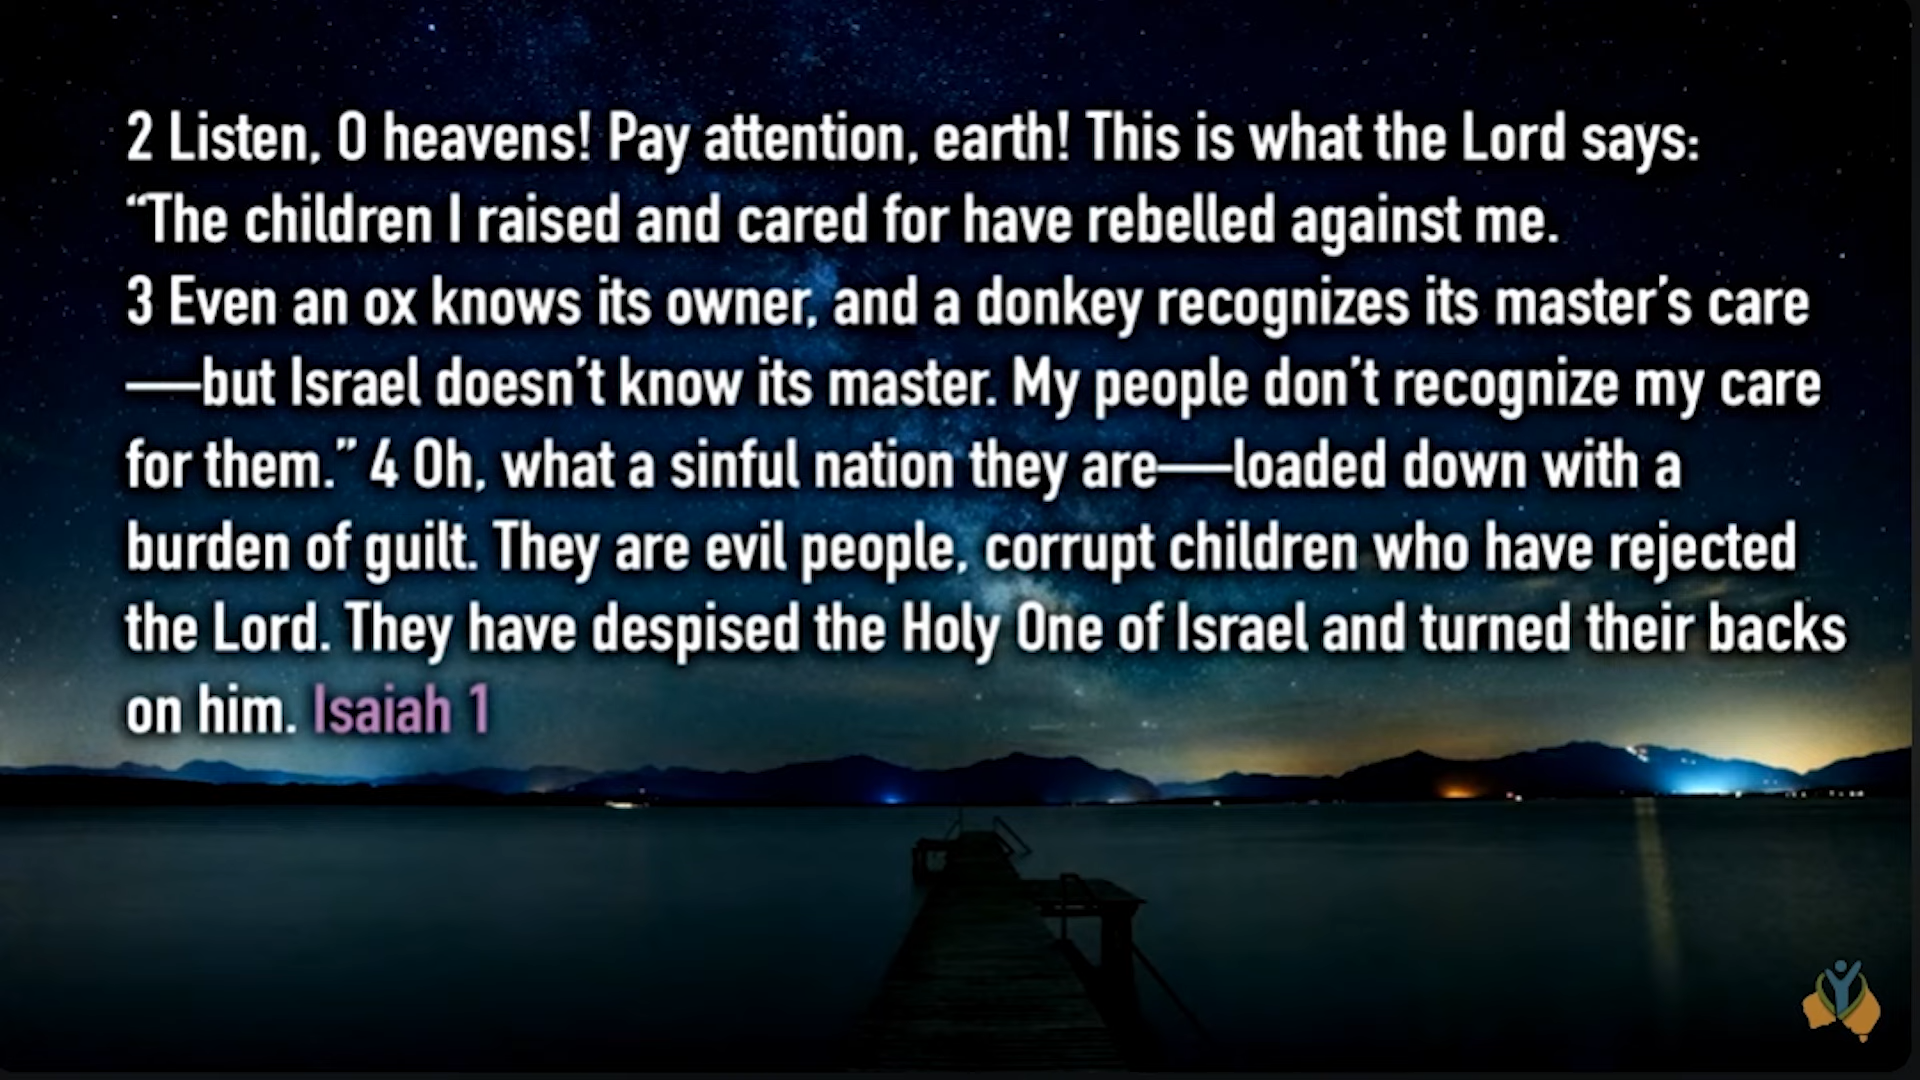 2 Listen, O heavens! Pay attention, earth! This is what the Lord says:
“The children I raised and cared for have rebelled against me.
3 Even an ox knows its owner, and a donkey recognizes its master’s care
—but Israel doesn’t know its master. My people don’t recognize my care
for them.” 4 Oh, what a sinful nation they are—loaded down with a
burden of guilt. They are evil people, corrupt children who have rejected
the Lord. They have despised the Holy One of Israel and turned their backs
on him. Isaiah 1